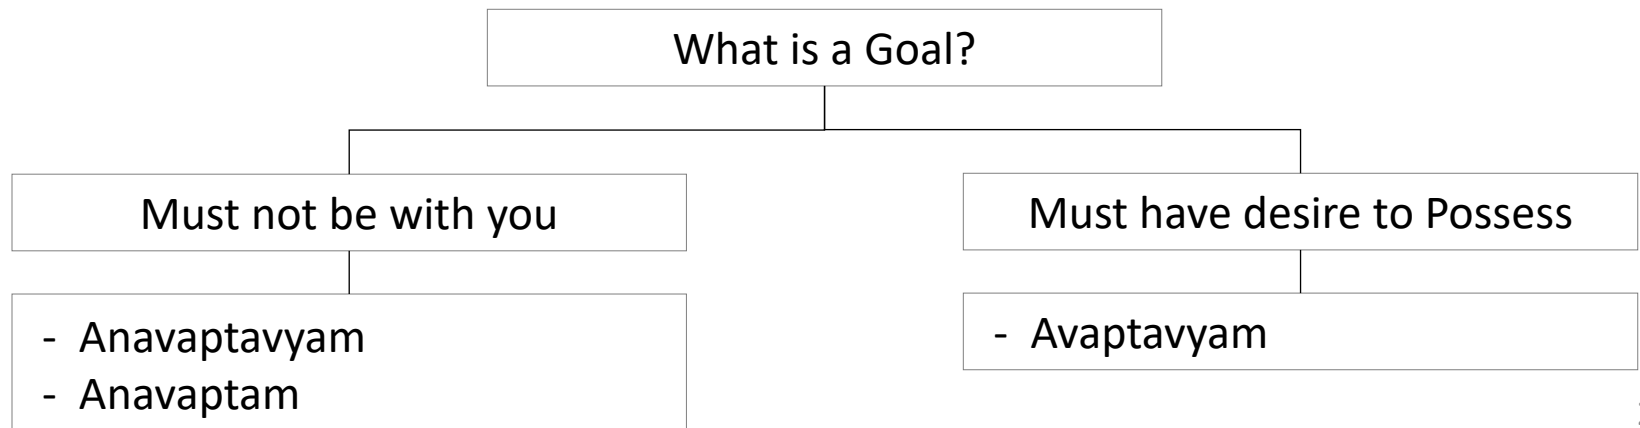 What is a Goal?
Must not be with you
Must have desire to Possess
- Anavaptavyam
- Anavaptam
- Avaptavyam